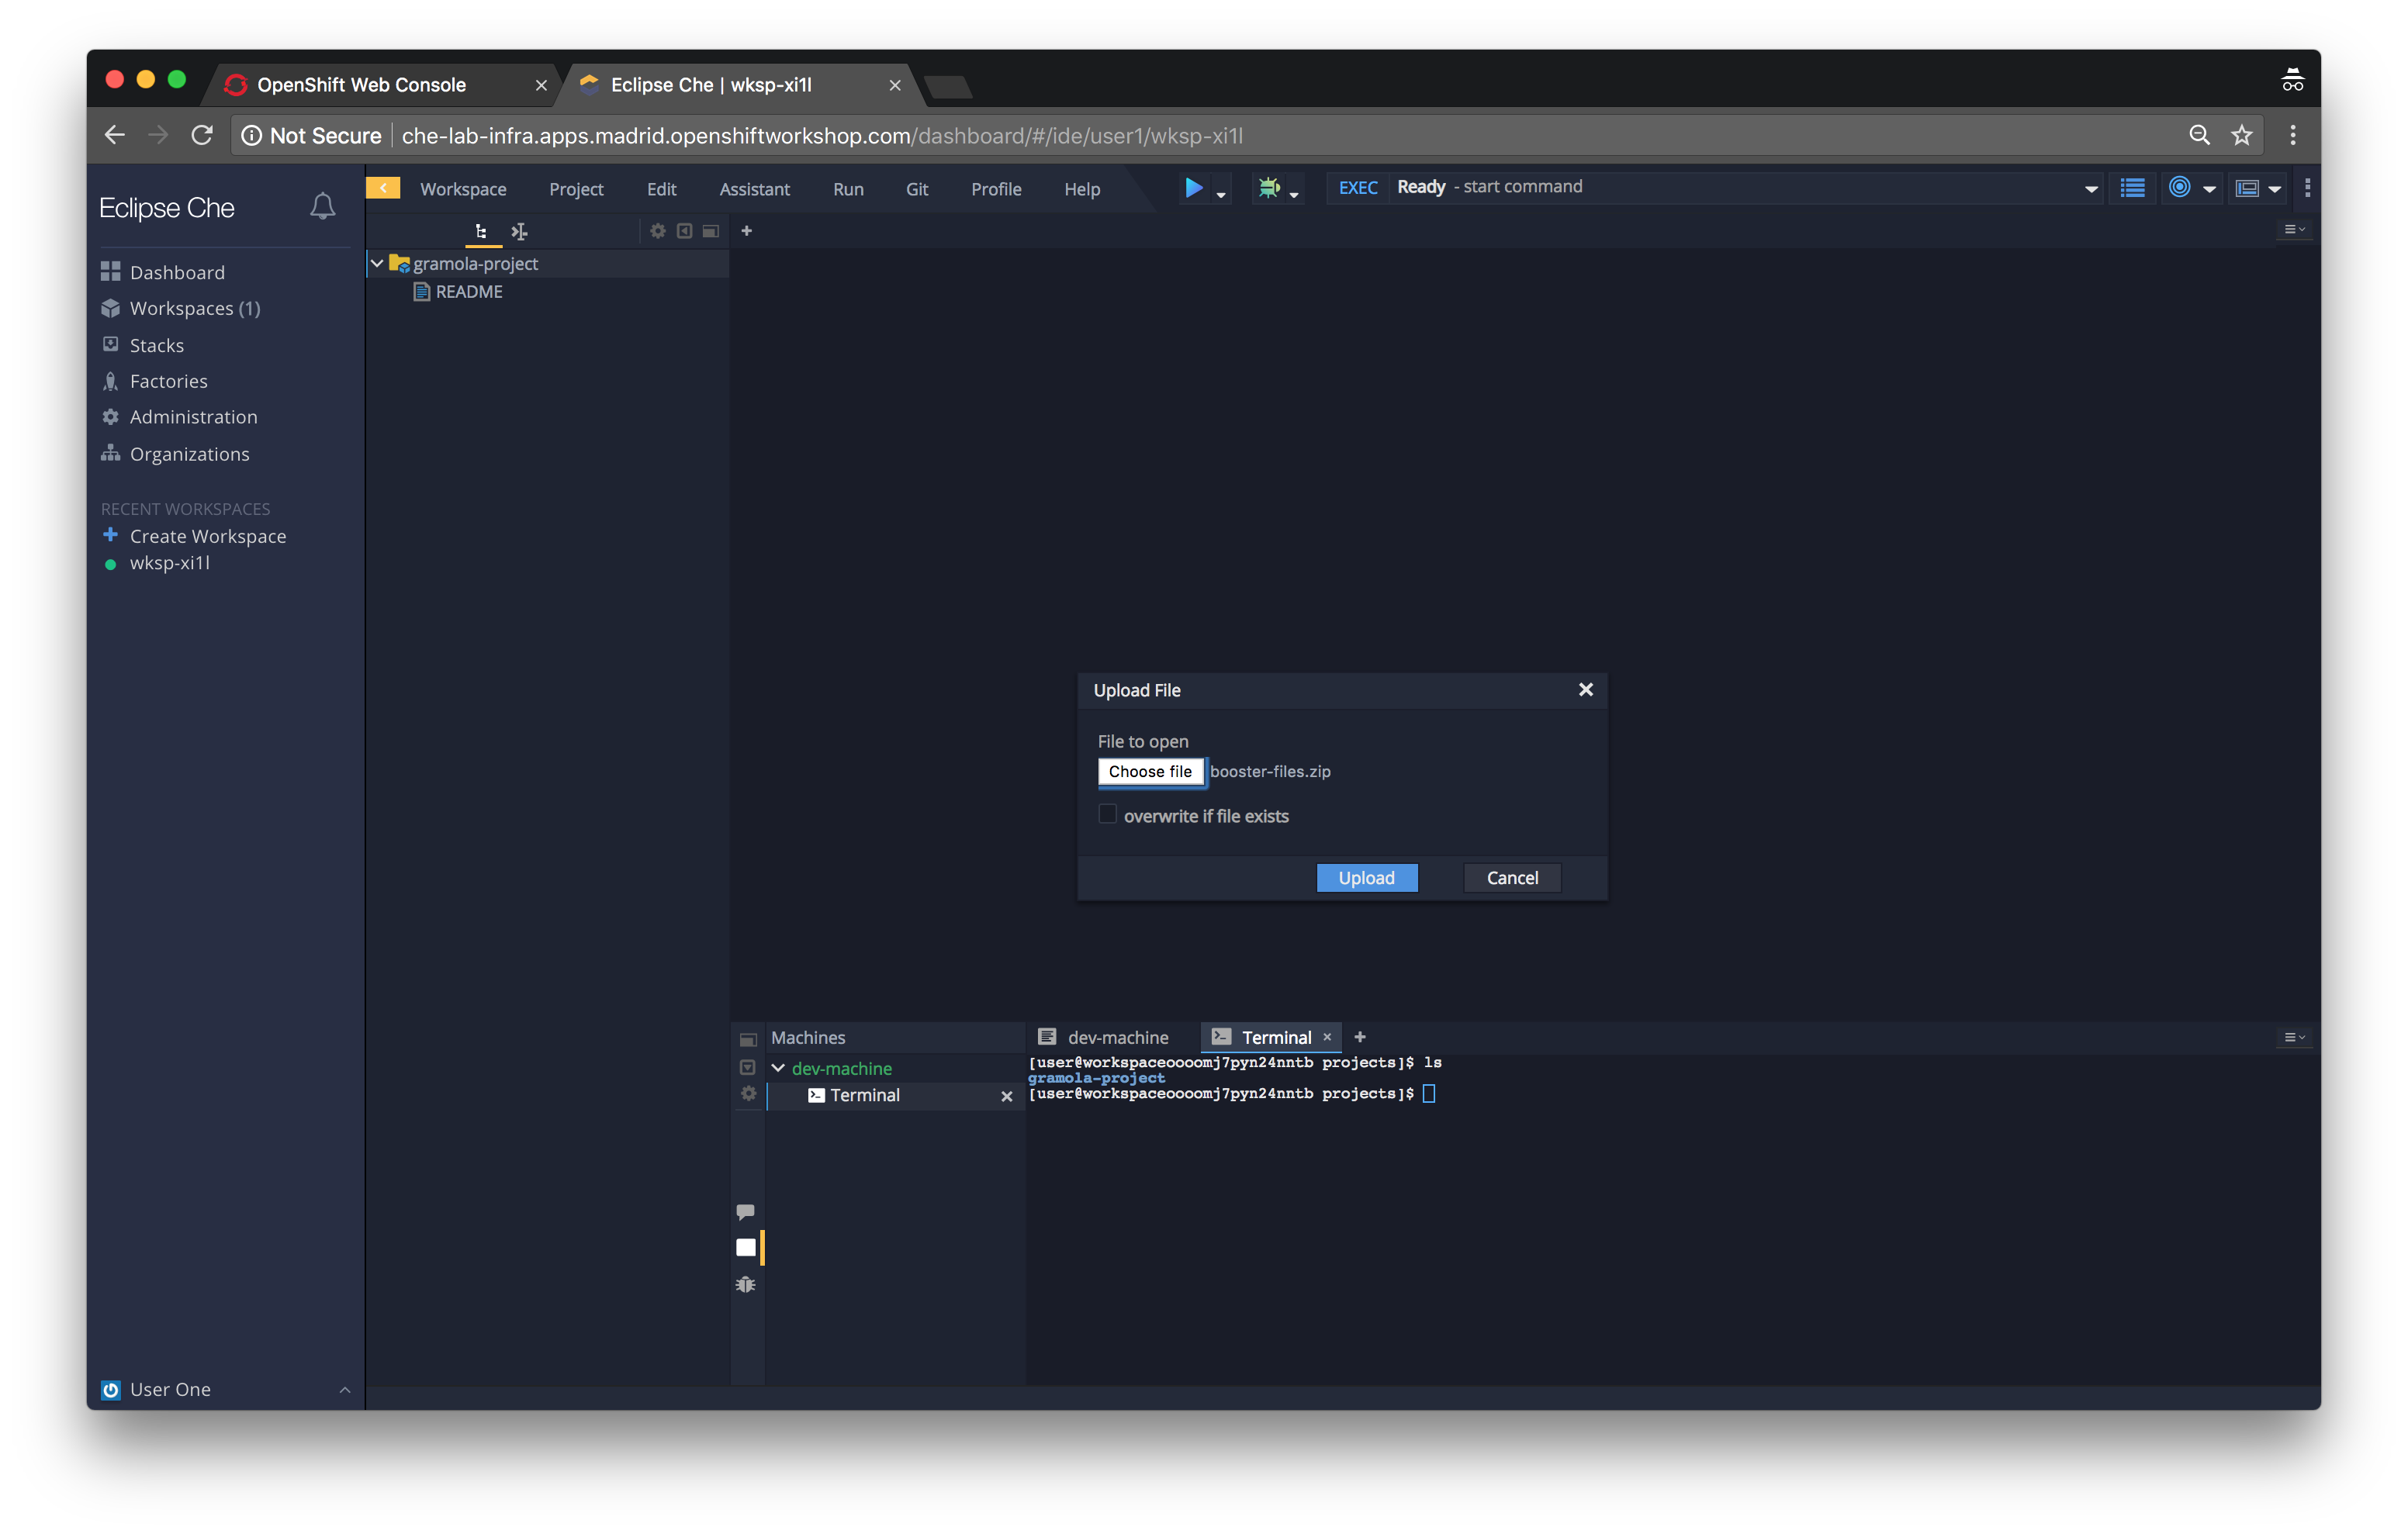 OpenShift Web Console
Eclipse Che | wksp-xi1l
Not Secure
che-lab-infra.apps.madrid.openshiftworkshop.com/dashboard/#/ide/user1/wksp-xi1l
Eclipse Che
Workspace Project Edit Assistant Run Git Profile Help
EXEC Ready - start command
Dashboard
Workspaces (1)
Stacks
Factories
Administration
Organizations
RECENT WORKSPACES
Create Workspace
wksp-xi1l
gramola-project
README
Upload File
File to open
Choose file booster-files.zip
overwrite if file exists
Upload Cancel
Machines
dev-machine
Terminal
dev-machine
Terminal
[user@workspaceoooomj7pyn24nntb projects]$ ls
gramola-project
[user@workspaceoooomj7pyn24nntb projects]$
User One